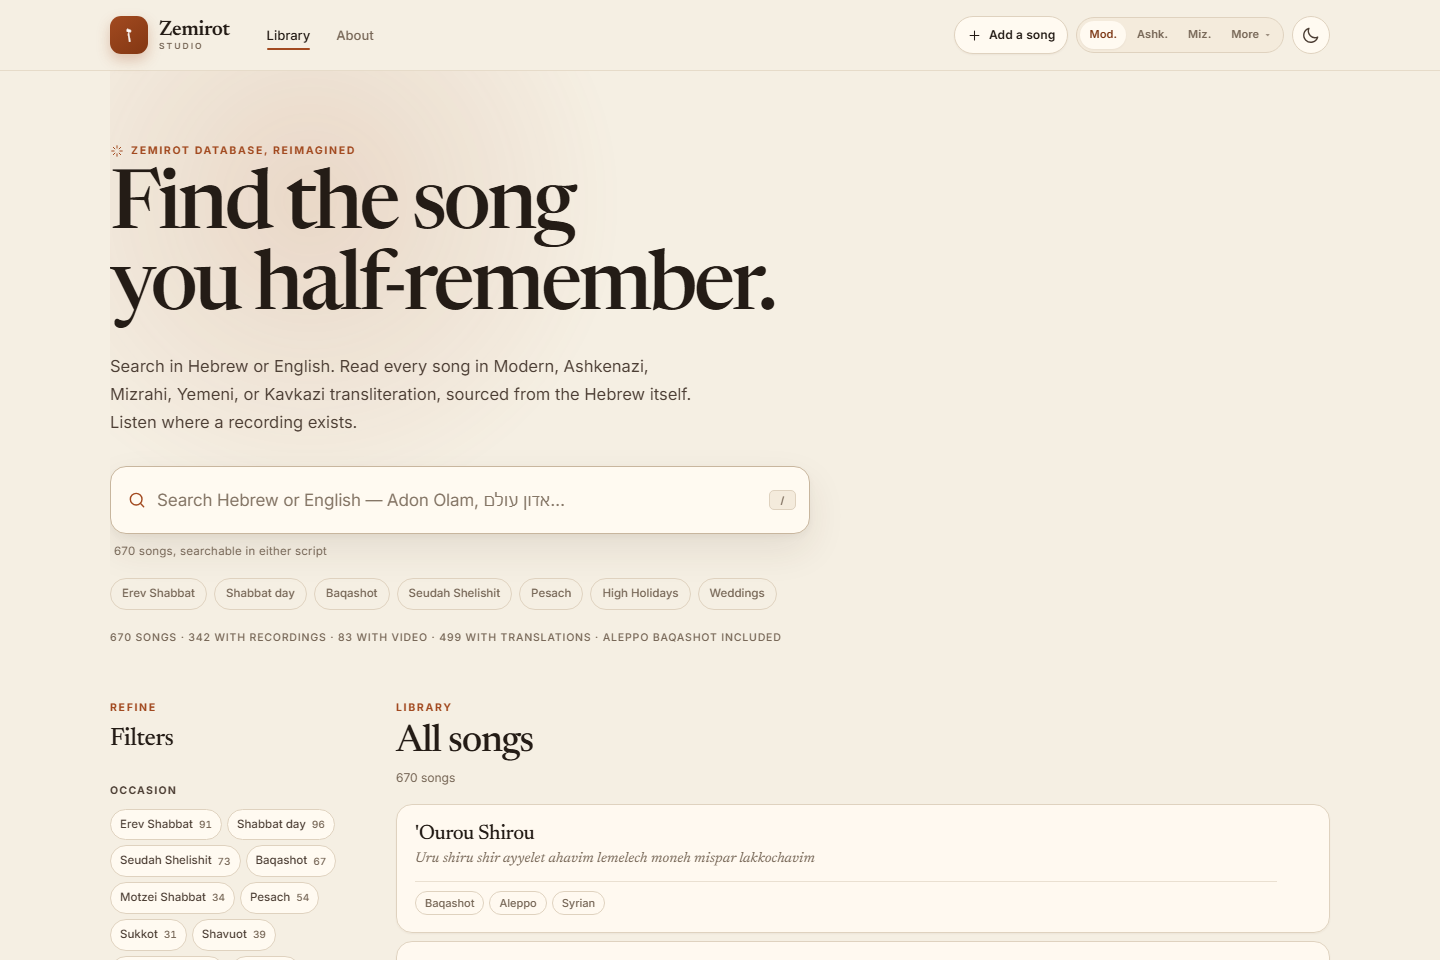 ז
Zemirot
STUDIO
Library
About
+ Add a song
Mod. Ashk. Miz. More -
ZEMIROT DATABASE, REIMAGINED
Find the song
you half-remember.
Search in Hebrew or English. Read every song in Modern, Ashkenazi,
Mizrahi, Yemeni, or Kavkazi transliteration, sourced from the Hebrew itself.
Listen where a recording exists.
Search Hebrew or English — Adon Olam, אדון עולם... /
670 songs, searchable in either script
Erev Shabbat Shabbat day Baqashot Seudah Shelishit Pesach High Holidays Weddings
670 SONGS · 342 WITH RECORDINGS · 83 WITH VIDEO · 499 WITH TRANSLATIONS · ALEPPO BAQASHOT INCLUDED
REFINE
Filters
OCCASION
Erev Shabbat 91 Shabbat day 96
Seudah Shelishit 73 Baqashot 67
Motzei Shabbat 34 Pesach 54
Sukkot 31 Shavuot 39
LIBRARY
All songs
670 songs
'Ourou Shirou
Uru shiru shir ayyelet ahavim lemelech moneh mispar lakkochavim
Baqashot Aleppo Syrian